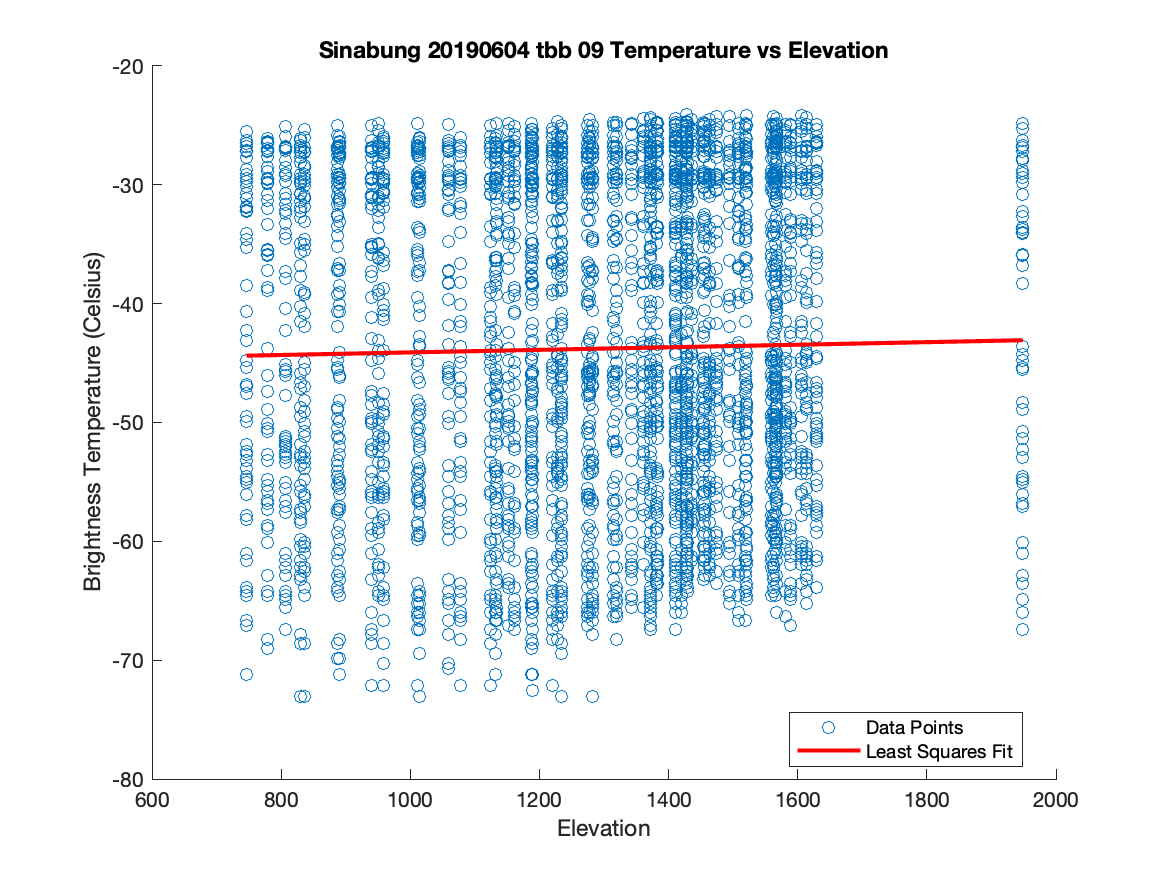 Sinabung 20190604 tbb 09 Temperature vs Elevation
-20
-30
-40
-50
-60
-70
-80
Brightness Temperature (Celsius)
Data Points
Least Squares Fit
600 800 1000 1200 1400 1600 1800 2000
Elevation